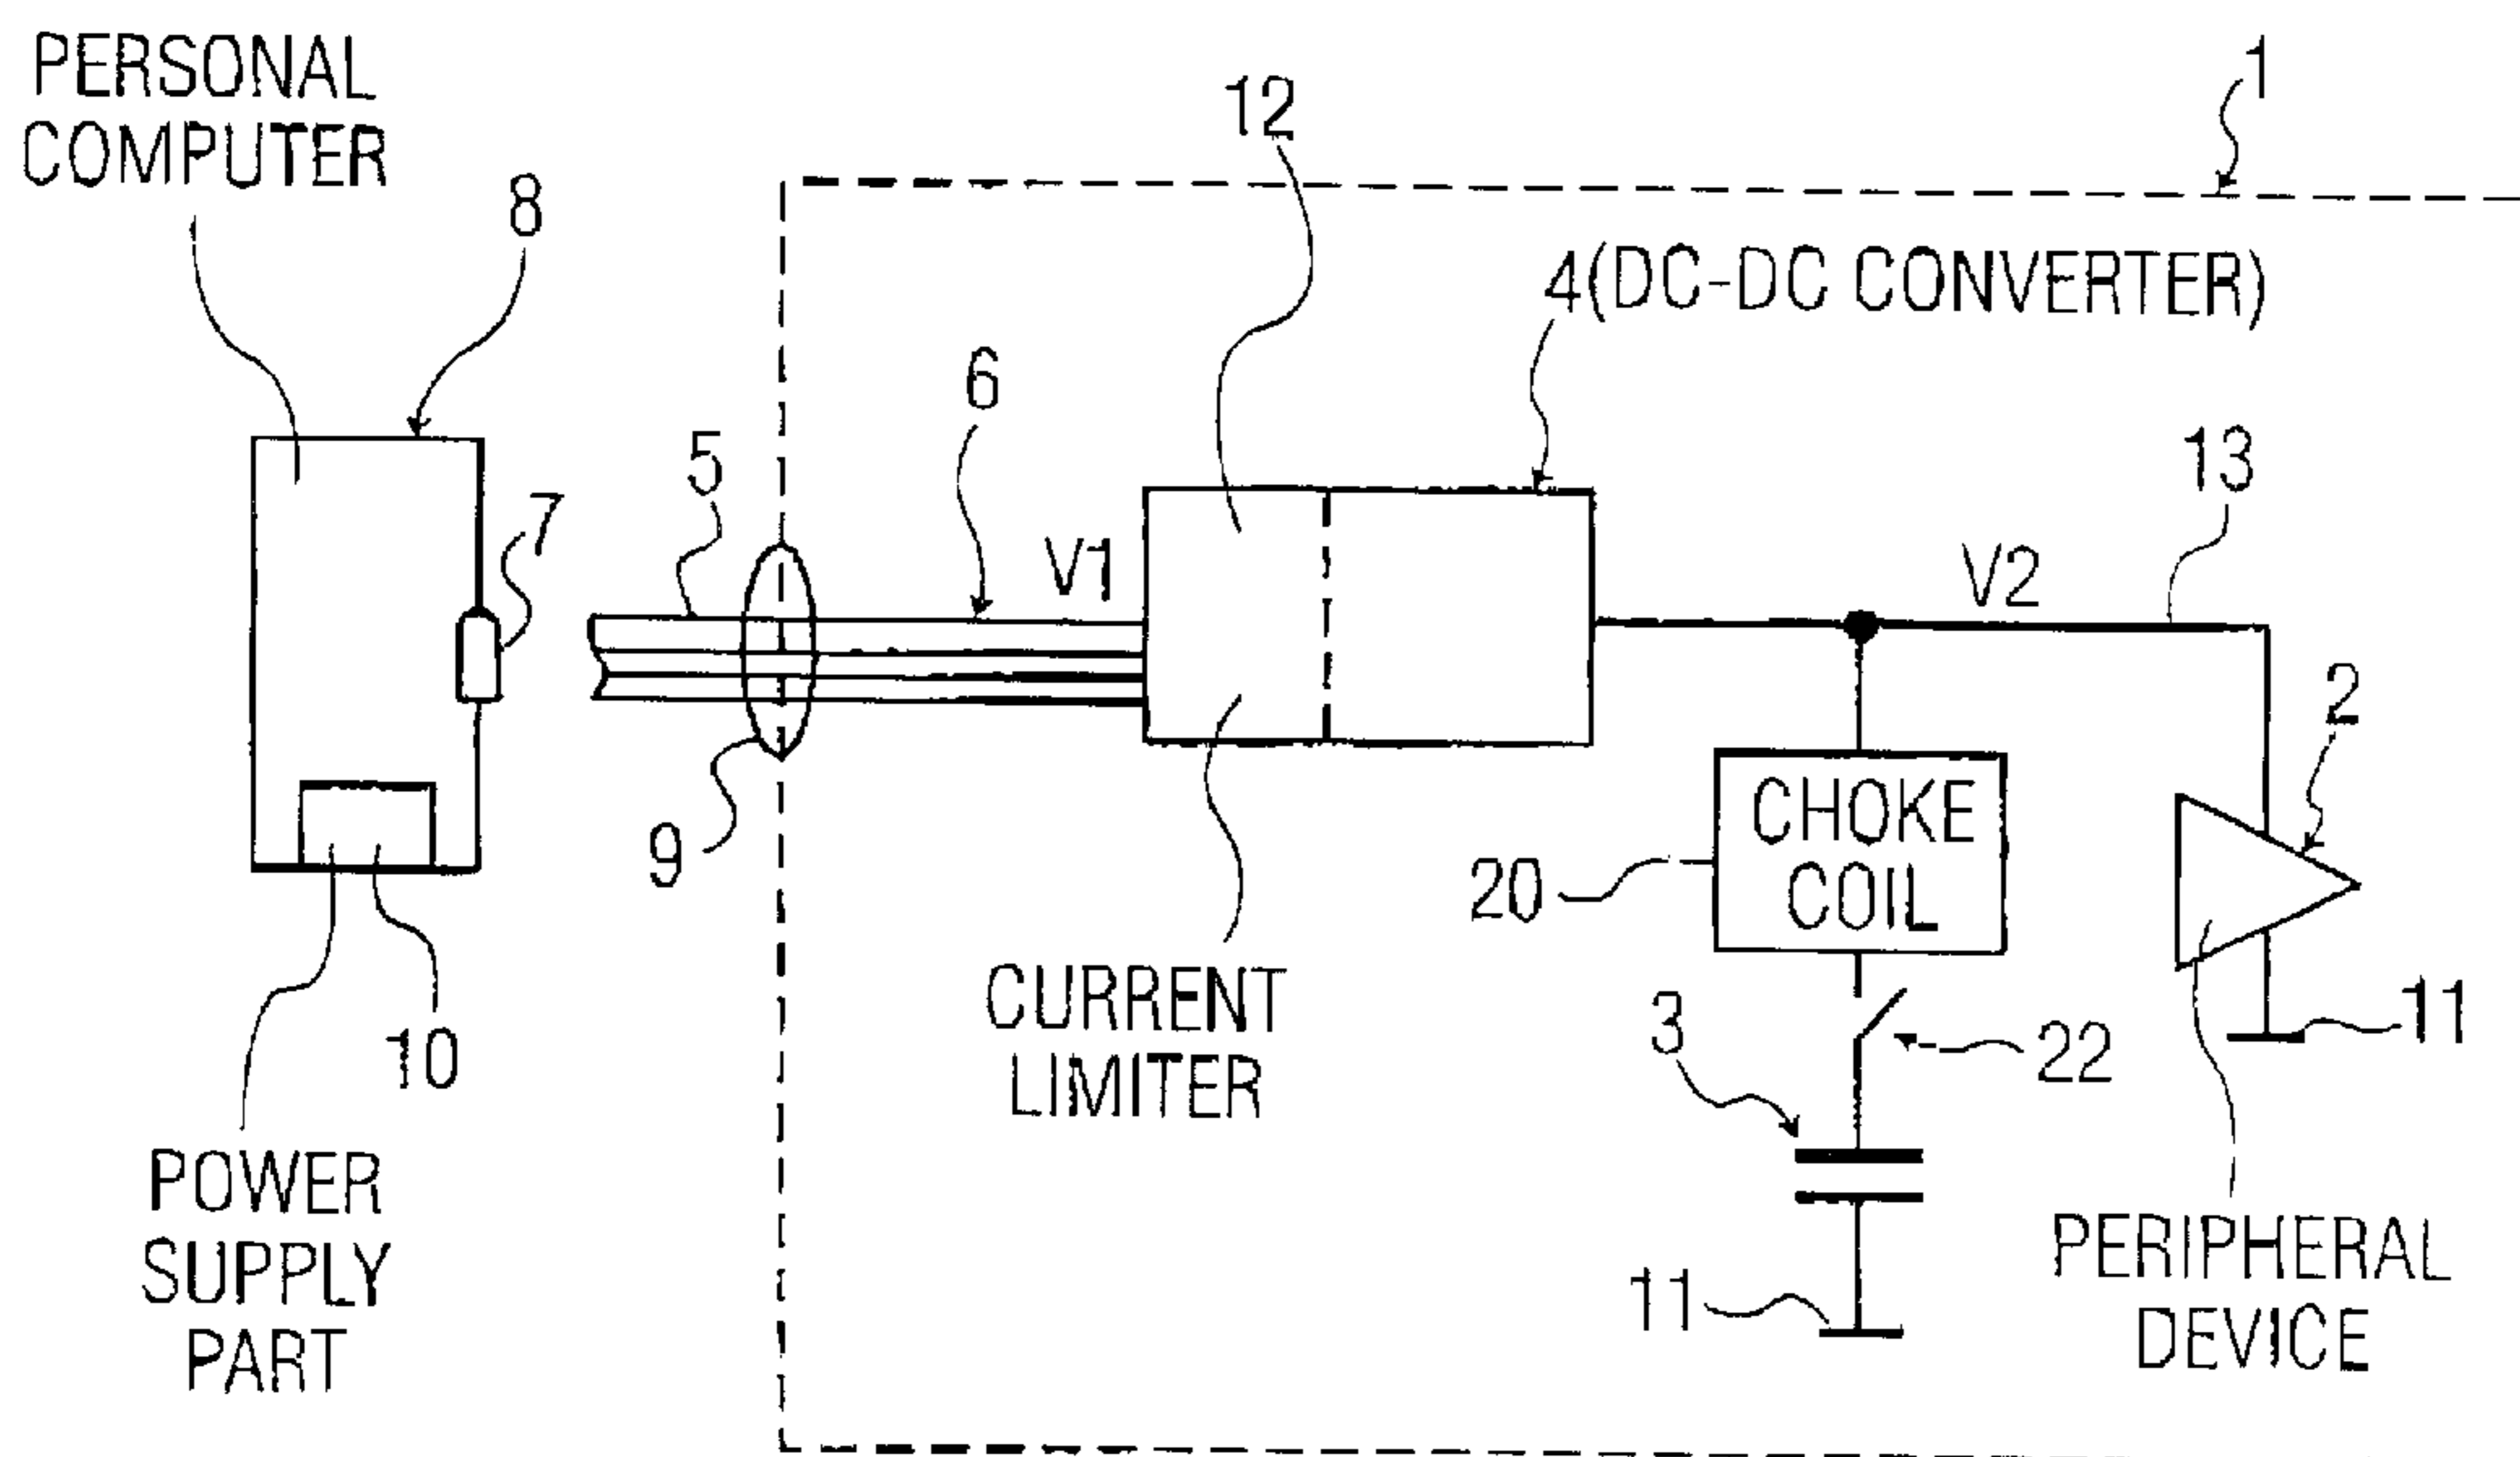 PERSONAL
COMPUTER
8
12
1
4(DC-DC CONVERTER)
6
5
7
V1
13
V2
2
9
10
CHOKE
COIL
20
CURRENT
LIMITER
3
22
11
POWER
SUPPLY
PART
11
PERIPHERAL
DEVICE